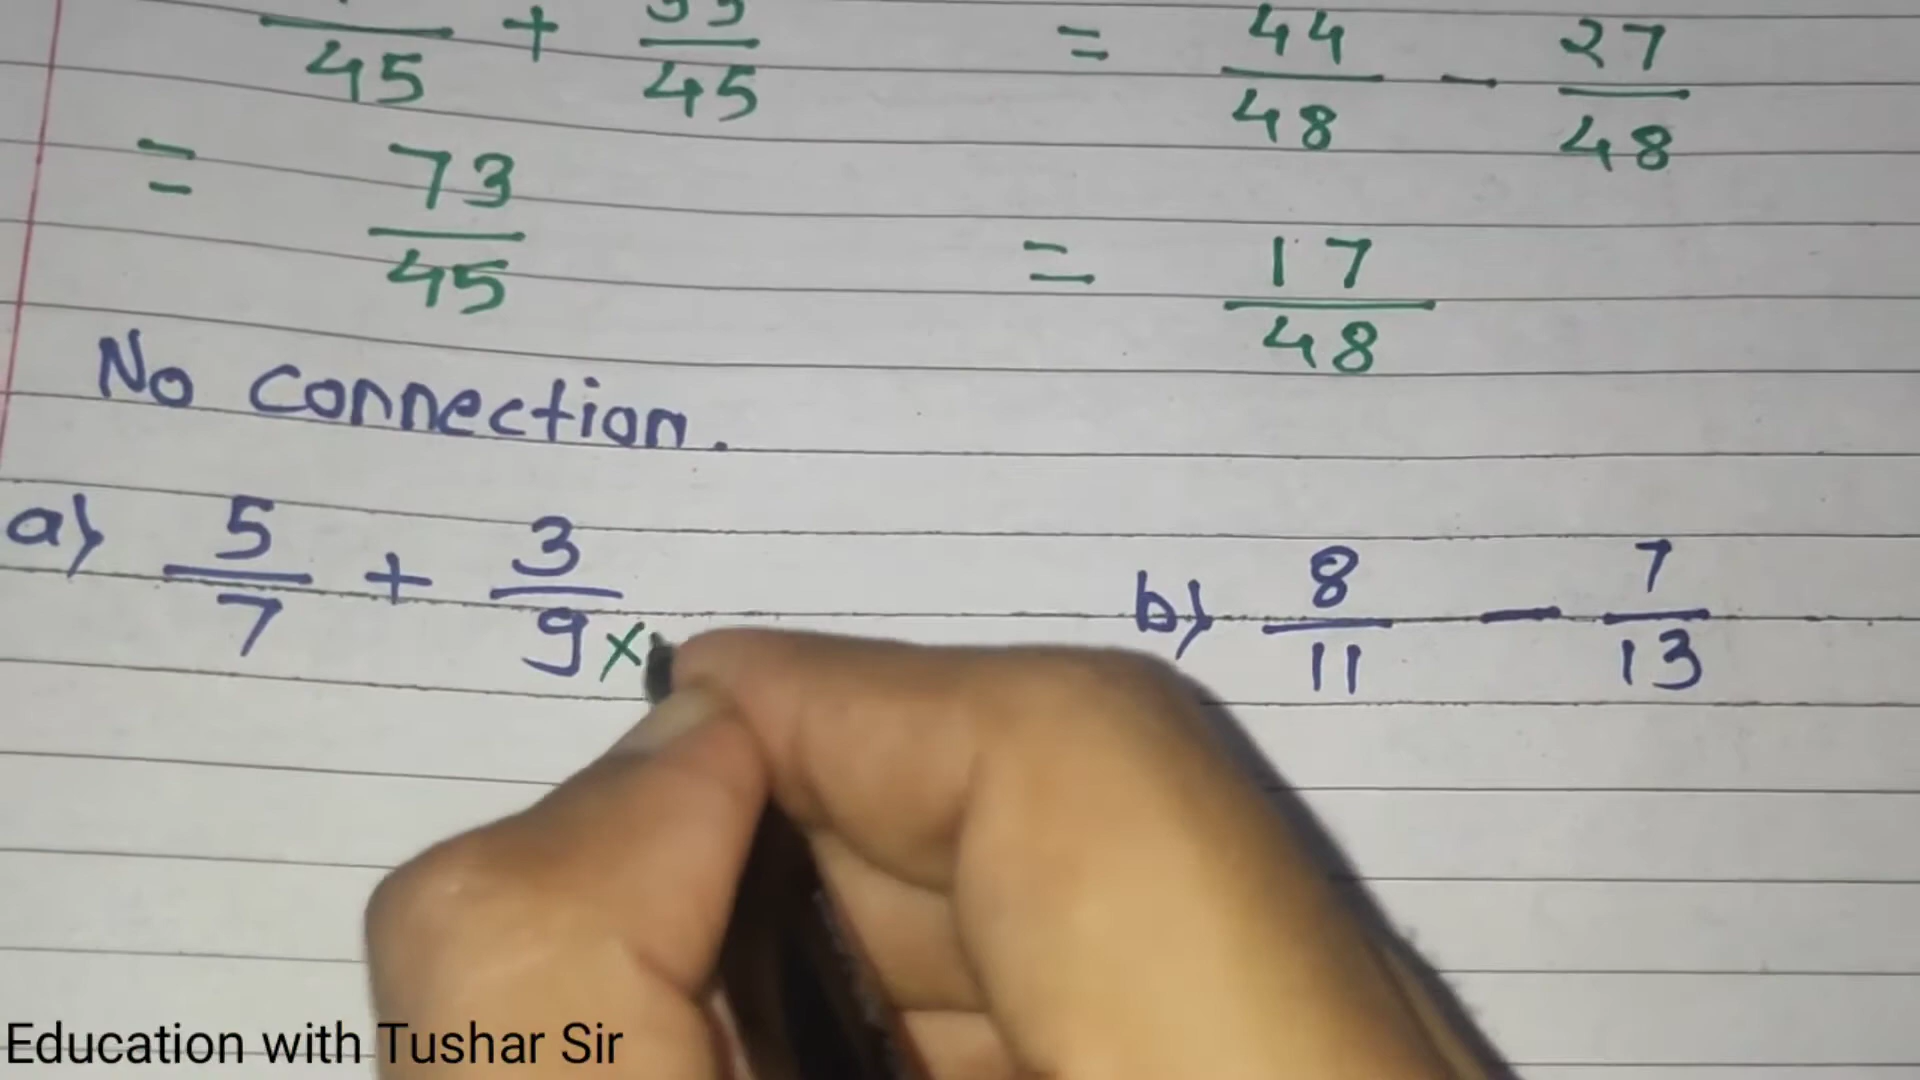 45 + 45 = 44/48 - 27/48
= 73/45 = 17/48
No connection.
a) 5/7 + 3/9 × b) 8/11 - 7/13
Education with Tushar Sir